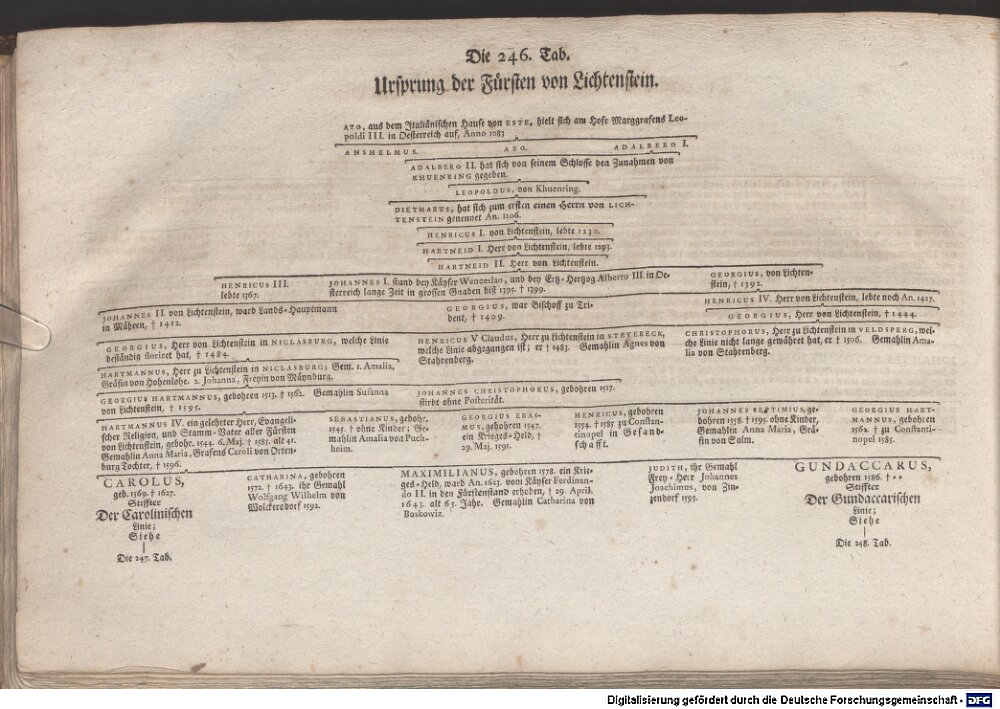 Die 246. Tab.
Ursprung der Fürsten von Lichtenstein.
AZO, aus dem Italiänischen Hause von ESTE, hielt sich am Hofe Marggrafens Leo-
poldi III. in Oesterreich auf, Anno 1083
ANSHELMUS. AZO. ADALBERO I.
ADALBERO II. hat sich von seinem Schlosse den Zunahmen von
KHUENRING gegeben.
LEOPOLDUS, von Khuenring.
DIETMARUS, hat sich zum ersten einen Herrn von LICH-
TENSTEIN genennet An. 1206.
HENRICUS I. von Lichtenstein, lebte 1230.
HARTNEID I. Herr von Lichtenstein, lebte 1293.
HARTNEID II. Herr von Lichtenstein.
HENRICUS III.
lebte 1367.
JOHANNES I. stund bey Käyser Wenceslao, und bey Ertz-Hertzog Alberto III. in Oe-
sterreich lange Zeit in grossen Gnaden biß 1395. † 1399.
GEORGIUS, von Lichten-
stein, † 1392.
JOHANNES II. von Lichtenstein, ward Lands-Hauptmann
in Mähren, † 1412.
GEORGIUS, war Bischoff zu Tri-
dent, † 1409.
HENRICUS IV. Herr von Lichtenstein, lebte noch An. 1427.
GEORGIUS, Herr von Lichtenstein, † 1444.
GEORGIUS, Herr von Lichtenstein in NICLASBURG, welche Linie
beständig floriret hat, † 1484.
HENRICUS V Claudus, Herr zu Lichtenstein in STEYERECK,
welche Linie abgegangen ist; er † 1483. Gemahlin Agnes von
Stahrenberg.
CHRISTOPHORUS, Herr zu Lichtenstein in VELDSPERG, wel-
che Linie nicht lange gewähret hat, er † 1506. Gemahlin Ama-
lia von Stahrenberg.
HARTMANNUS, Herr zu Lichtenstein, in NICLASBURG; Gem. 1. Amalia,
Gräfin von Hohenlohe. 2. Johanna, Freyin von Mäynburg.
GEORGIUS HARTMANNUS, gebohren 1513. † 1562. Gemahlin Susanna
von Lichtenstein, † 1595.
JOHANNES CHRISTOPHORUS, gebohren 1517.
stirbt ohne Posterität.
HARTMANNUS IV. ein gelehrter Herr, Evangeli-
scher Religion, und Stamm-Vater aller Fürsten
von Lichtenstein, gebohr. 1544. 6. Maj. † 1585. alt 41.
Gemahlin Anna Maria, Grafens Caroli von Orten-
burg Tochter, † 1596.
SEBASTIANUS, gebohr.
1545. † ohne Kinder; Ge-
mahlin Amalia von Puch-
heim.
GEORGIUS ERAS-
MUS, gebohren 1547.
ein Krieges-Held, †
29. Maj. 1591.
HENRICUS, gebohren
1554. † 1585 zu Constan-
tinopel in Gesand-
schafft.
JOHANNES SEPTIMIUS, ge-
bohren 1558. † 1595. ohne Kinder,
Gemahlin Anna Maria, Grä-
fin von Salm.
GEORGIUS HART-
MANNUS, gebohren
1562. † zu Constanti-
nopel 1585.
CAROLUS,
geb. 1569. † 1627.
Stiffter
Der Carolinischen
Linie;
Siehe
Die 247. Tab.
CATHARINA, gebohren
1572. † 1643. ihr Gemahl
Wolfgang Wilhelm von
Wolckersdorf 1592.
MAXIMILIANUS, gebohren 1578. ein Krie-
ges-Held, ward An. 1623. vom Käyser Ferdinan-
do II. in den Fürstenstand erhoben, † 29. April.
1643. alt 65. Jahr. Gemahlin Catharina von
Boskowiz.
JUDITH, ihr Gemahl
Frey-Herr Johannes
Joachimus, von Zin-
zendorf 1595.
GUNDACCARUS,
gebohren 1586. † --
Stiffter
Der Gundaccarischen
Linie;
Siehe
Die 248. Tab.
Digitalisierung gefördert durch die Deutsche Forschungsgemeinschaft - DFG